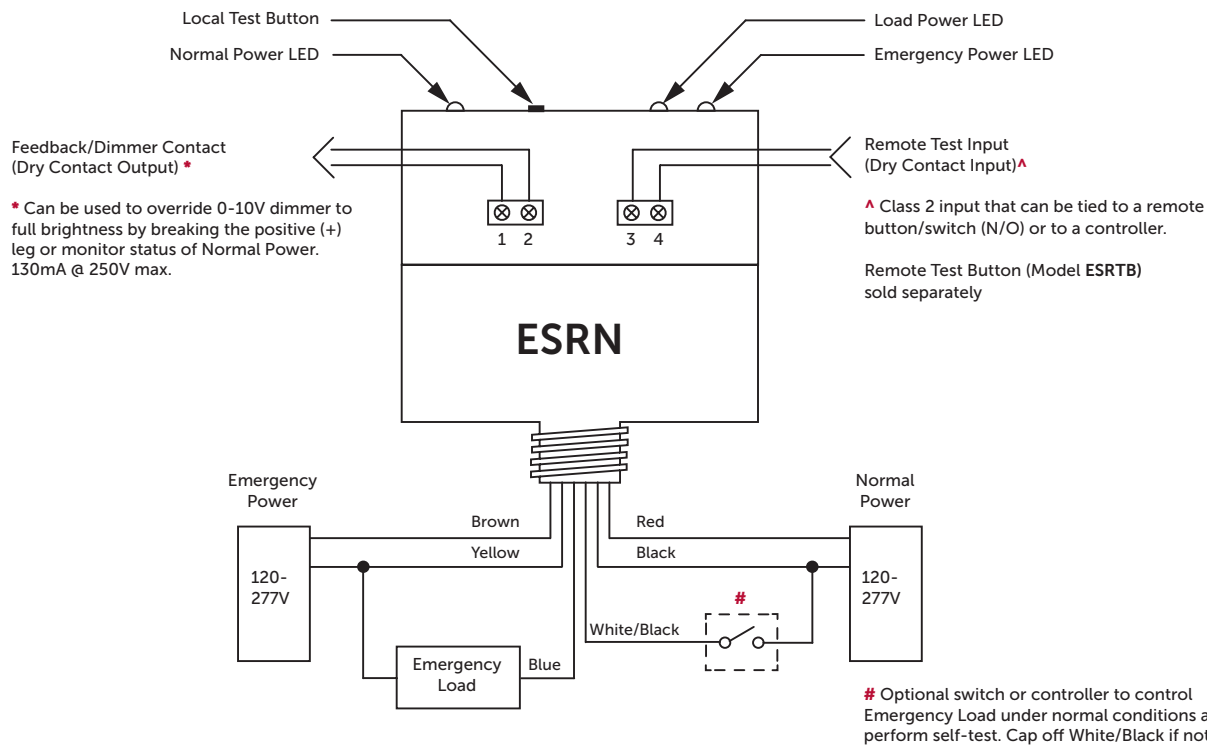 Local Test Button
Normal Power LED
Load Power LED
Emergency Power LED
Feedback/Dimmer Contact
(Dry Contact Output) *
* Can be used to override 0-10V dimmer to
full brightness by breaking the positive (+)
leg or monitor status of Normal Power.
130mA @ 250V max.
Remote Test Input
(Dry Contact Input)^
^ Class 2 input that can be tied to a remote
button/switch (N/O) or to a controller.
Remote Test Button (Model ESRTB)
sold separately
1 2
3 4
ESRN
Emergency
Power
Normal
Power
Brown
Red
Yellow
Black
120-
277V
120-
277V
#
White/Black
Emergency
Load
Blue
# Optional switch or controller to control
Emergency Load under normal conditions
perform self-test. Cap off White/Black if